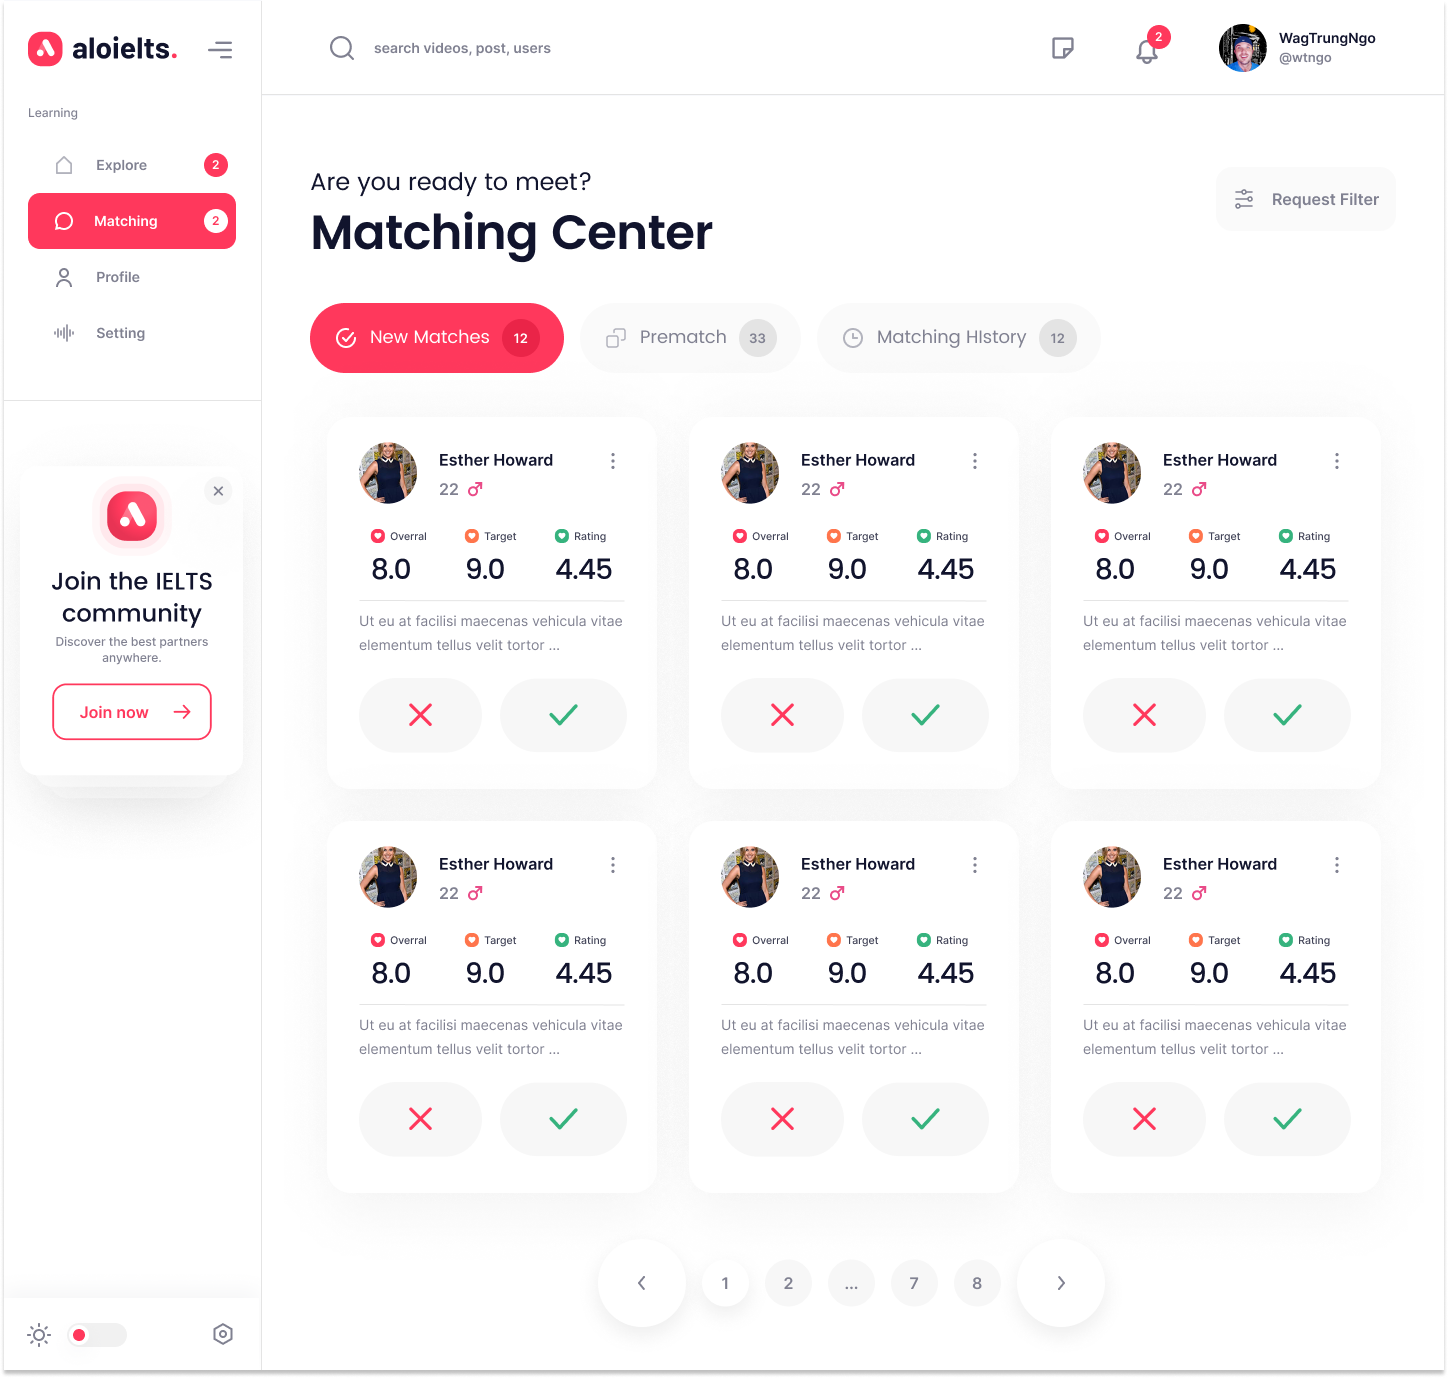 aloielts.
search videos, post, users
2
WagTrungNgo
@wtngo
Learning
Explore 2
Matching 2
Profile
Setting
Join the IELTS
community
Discover the best partners
anywhere.
Join now
Are you ready to meet?
Matching Center
Request Filter
New Matches 12
Prematch 33
Matching HIstory 12
Esther Howard
22
Overral Target Rating
8.0 9.0 4.45
Ut eu at facilisi maecenas vehicula vitae
elementum tellus velit tortor ...
Esther Howard
22
Overral Target Rating
8.0 9.0 4.45
Ut eu at facilisi maecenas vehicula vitae
elementum tellus velit tortor ...
Esther Howard
22
Overral Target Rating
8.0 9.0 4.45
Ut eu at facilisi maecenas vehicula vitae
elementum tellus velit tortor ...
Esther Howard
22
Overral Target Rating
8.0 9.0 4.45
Ut eu at facilisi maecenas vehicula vitae
elementum tellus velit tortor ...
Esther Howard
22
Overral Target Rating
8.0 9.0 4.45
Ut eu at facilisi maecenas vehicula vitae
elementum tellus velit tortor ...
Esther Howard
22
Overral Target Rating
8.0 9.0 4.45
Ut eu at facilisi maecenas vehicula vitae
elementum tellus velit tortor ...
1 2 ... 7 8